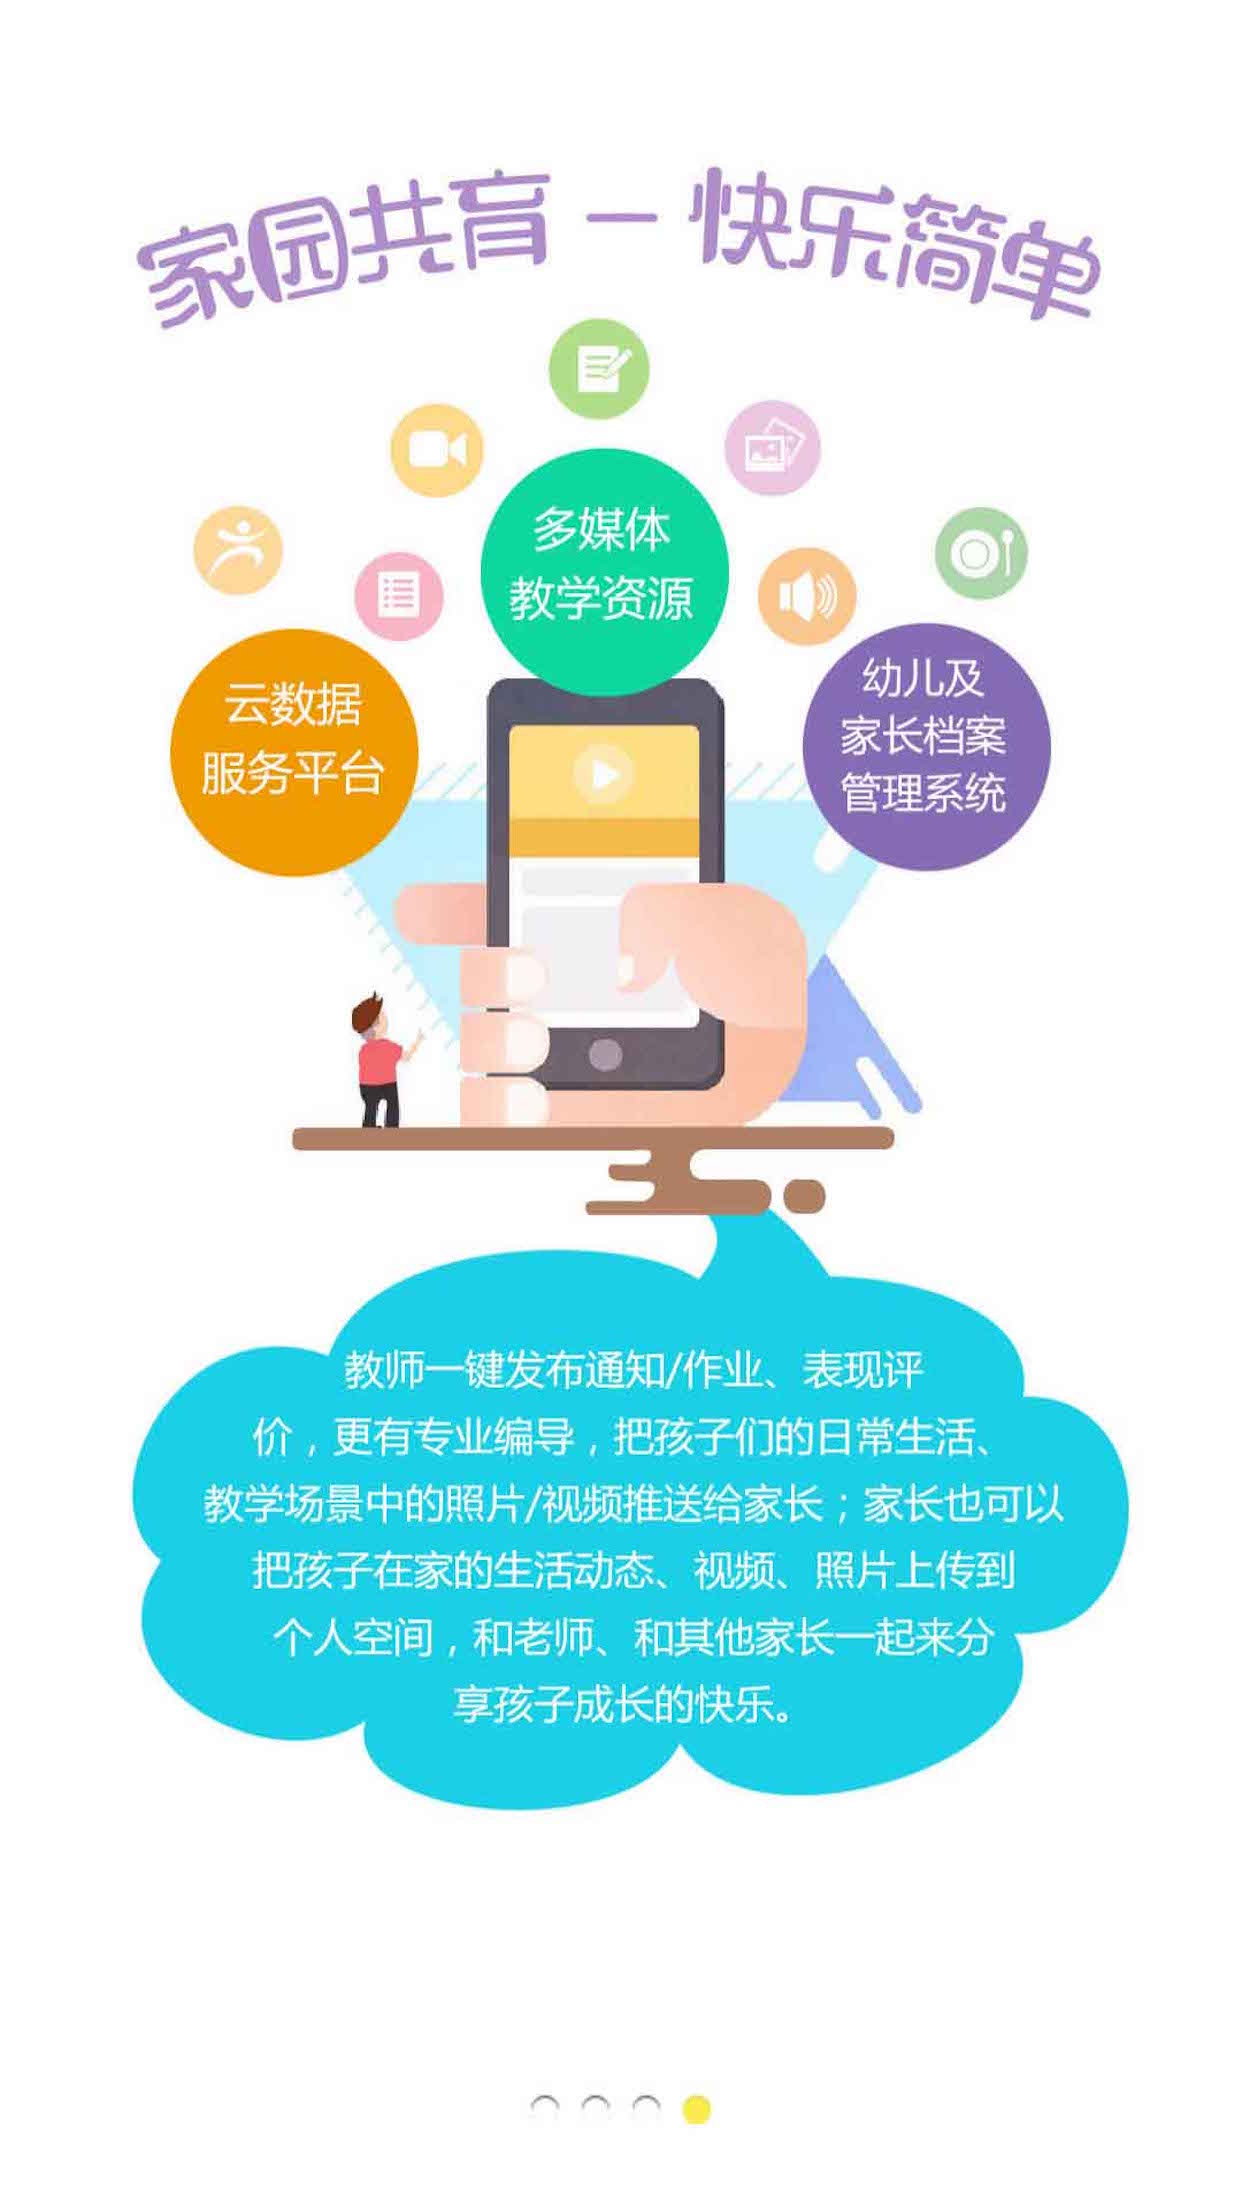 家园共育 — 快乐简单
多媒体
教学资源
云数据
服务平台
幼儿及
家长档案
管理系统
教师一键发布通知/作业、表现评
价，更有专业编导，把孩子们的日常生活、
教学场景中的照片/视频推送给家长；家长也可以
把孩子在家的生活动态、视频、照片上传到
个人空间，和老师、和其他家长一起来分
享孩子成长的快乐。